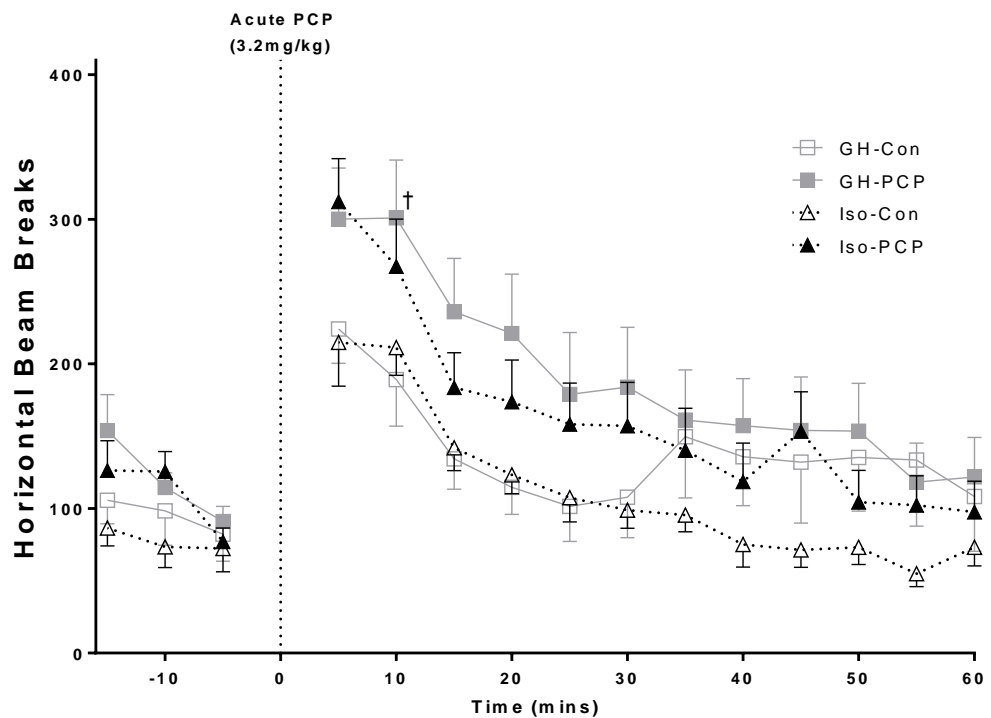 Acute PCP
(3.2mg/kg)
400
300
200
100
0
Horizontal Beam Breaks
†
GH-Con
GH-PCP
Iso-Con
Iso-PCP
-10 0 10 20 30 40 50 60
Time (mins)